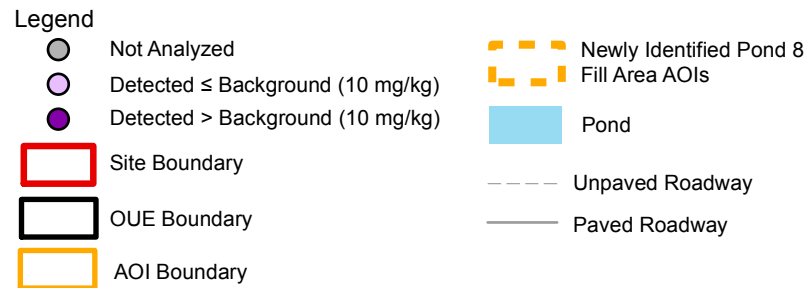 Legend
Not Analyzed
Detected ≤ Background (10 mg/kg)
Detected > Background (10 mg/kg)
Site Boundary
OUE Boundary
AOI Boundary
Newly Identified Pond 8
Fill Area AOIs
Pond
Unpaved Roadway
Paved Roadway